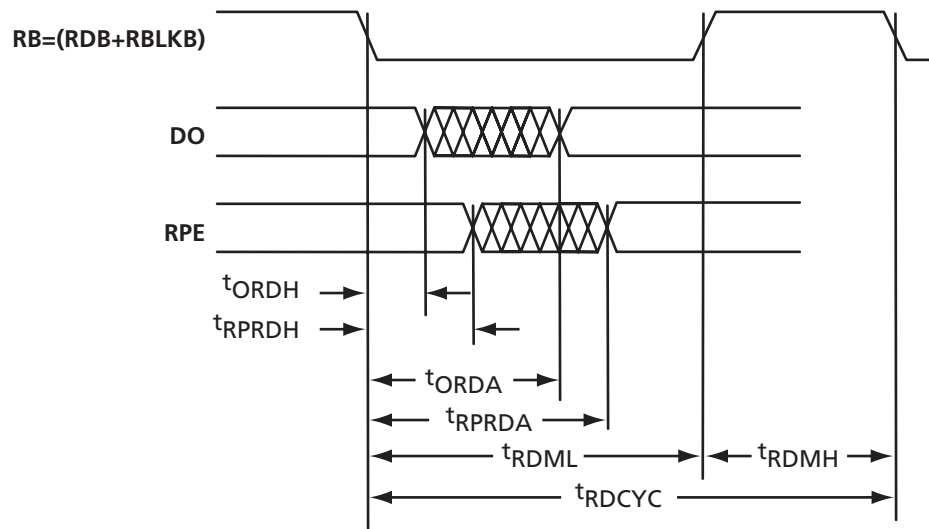 RB=(RDB+RBLKB)
DO
RPE
tORDH
tRPRDH
tORDA
tRPRDA
tRDML
tRDMH
tRDCYC